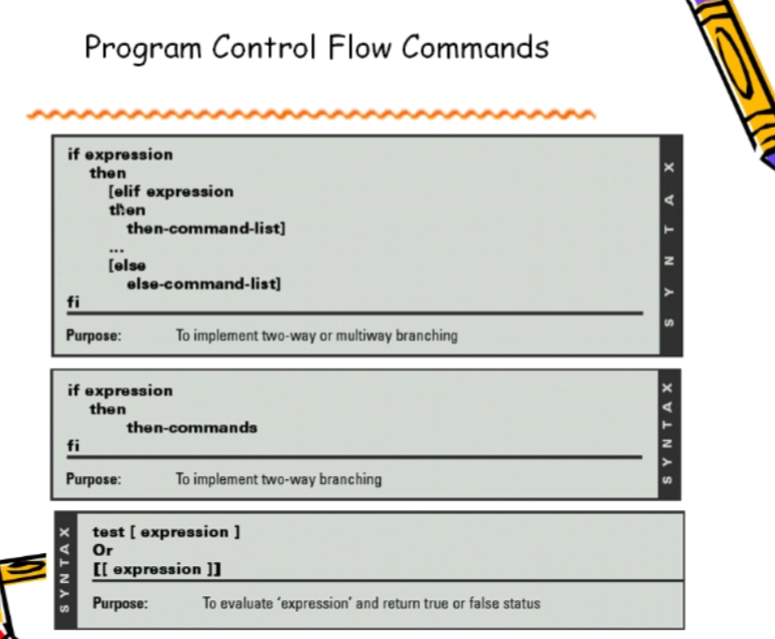 Program Control Flow Commands
if expression
then
[elif expression
then
then-command-list]
...
[else
else-command-list]
fi
Purpose: To implement two-way or multiway branching
SYNTAX
if expression
then
then-commands
fi
Purpose: To implement two-way branching
SYNTAX
SYNTAX
test [ expression ]
Or
[[ expression ]]
Purpose: To evaluate 'expression' and return true or false status